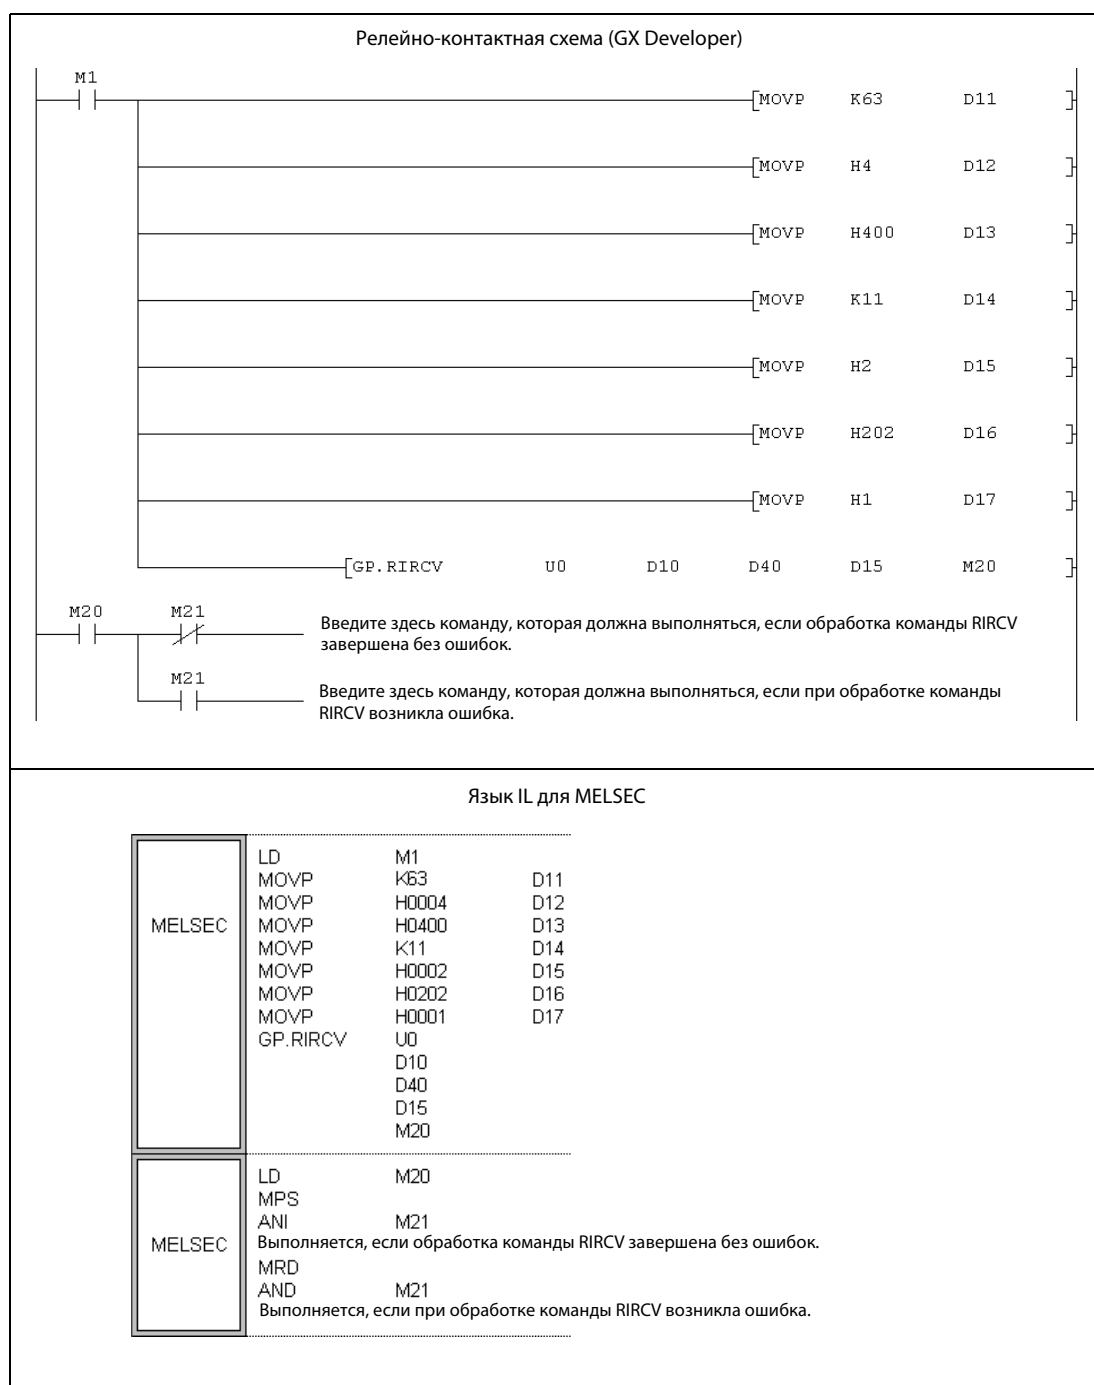 Релейно-контактная схема (GX Developer)
M1
[MOVP K63 D11 ]
[MOVP H4 D12 ]
[MOVP H400 D13 ]
[MOVP K11 D14 ]
[MOVP H2 D15 ]
[MOVP H202 D16 ]
[MOVP H1 D17 ]
[GP.RIRCV U0 D10 D40 D15 M20 ]
M20 M21
Введите здесь команду, которая должна выполняться, если обработка команды RIRCV
завершена без ошибок.
M21
Введите здесь команду, которая должна выполняться, если при обработке команды
RIRCV возникла ошибка.
Язык IL для MELSEC
MELSEC
LD M1
MOVP K63 D11
MOVP H0004 D12
MOVP H0400 D13
MOVP K11 D14
MOVP H0002 D15
MOVP H0202 D16
MOVP H0001 D17
GP.RIRCV U0
D10
D40
D15
M20
MELSEC
LD M20
MPS
ANI M21
Выполняется, если обработка команды RIRCV завершена без ошибок.
MRD
AND M21
Выполняется, если при обработке команды RIRCV возникла ошибка.